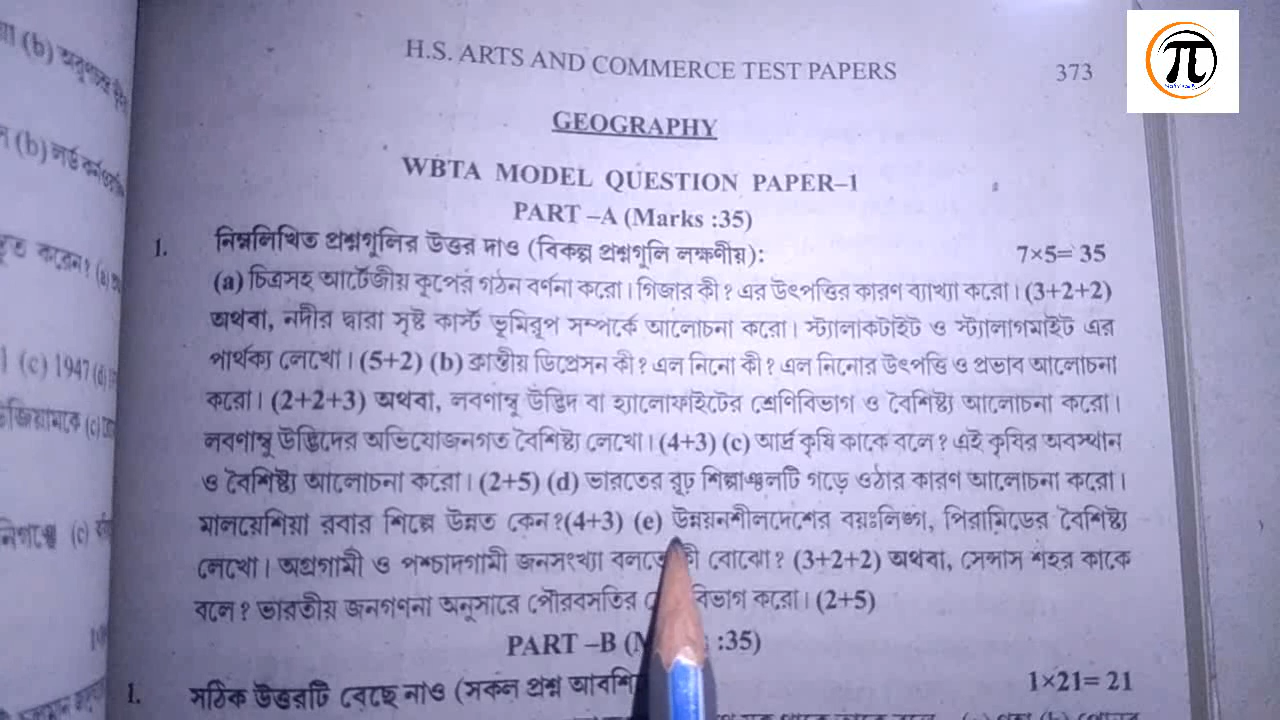 H.S. ARTS AND COMMERCE TEST PAPERS 373
GEOGRAPHY
WBTA MODEL QUESTION PAPER–1
PART –A (Marks :35)
1. নিম্নলিখিত প্রশ্নগুলির উত্তর দাও (বিকল্প প্রশ্নগুলি লক্ষণীয়): 7×5= 35
(a) চিত্রসহ আর্টেজীয় কূপের গঠন বর্ণনা করো। গিজার কী? এর উৎপত্তির কারণ ব্যাখ্যা করো। (3+2+2)
অথবা, নদীর দ্বারা সৃষ্ট কার্স্ট ভূমিরূপ সম্পর্কে আলোচনা করো। স্ট্যালাকটাইট ও স্ট্যালাগমাইট এর
পার্থক্য লেখো। (5+2) (b) ক্রান্তীয় ডিপ্রেসন কী? এল নিনো কী? এল নিনোর উৎপত্তি ও প্রভাব আলোচনা
করো। (2+2+3) অথবা, লবণাম্বু উদ্ভিদ বা হ্যালোফাইটের শ্রেণিবিভাগ ও বৈশিষ্ট্য আলোচনা করো।
লবণাম্বু উদ্ভিদের অভিযোজনগত বৈশিষ্ট্য লেখো। (4+3) (c) আর্দ্র কৃষি কাকে বলে? এই কৃষির অবস্থান
ও বৈশিষ্ট্য আলোচনা করো। (2+5) (d) ভারতের রূঢ় শিল্পাঞ্চলটি গড়ে ওঠার কারণ আলোচনা করো।
মালয়েশিয়া রবার শিল্পে উন্নত কেন? (4+3) (e) উন্নয়নশীলদেশের বয়ঃলিঙ্গ, পিরামিডের বৈশিষ্ট্য
লেখো। অগ্রগামী ও পশ্চাদগামী জনসংখ্যা বলতে কী বোঝো? (3+2+2) অথবা, সেন্সাস শহর কাকে
বলে? ভারতীয় জনগণনা অনুসারে পৌরবসতির বিভাগ করো। (2+5)
PART –B (M :35)
1. সঠিক উত্তরটি বেছে নাও (সকল প্রশ্ন আবশি 1×21= 21